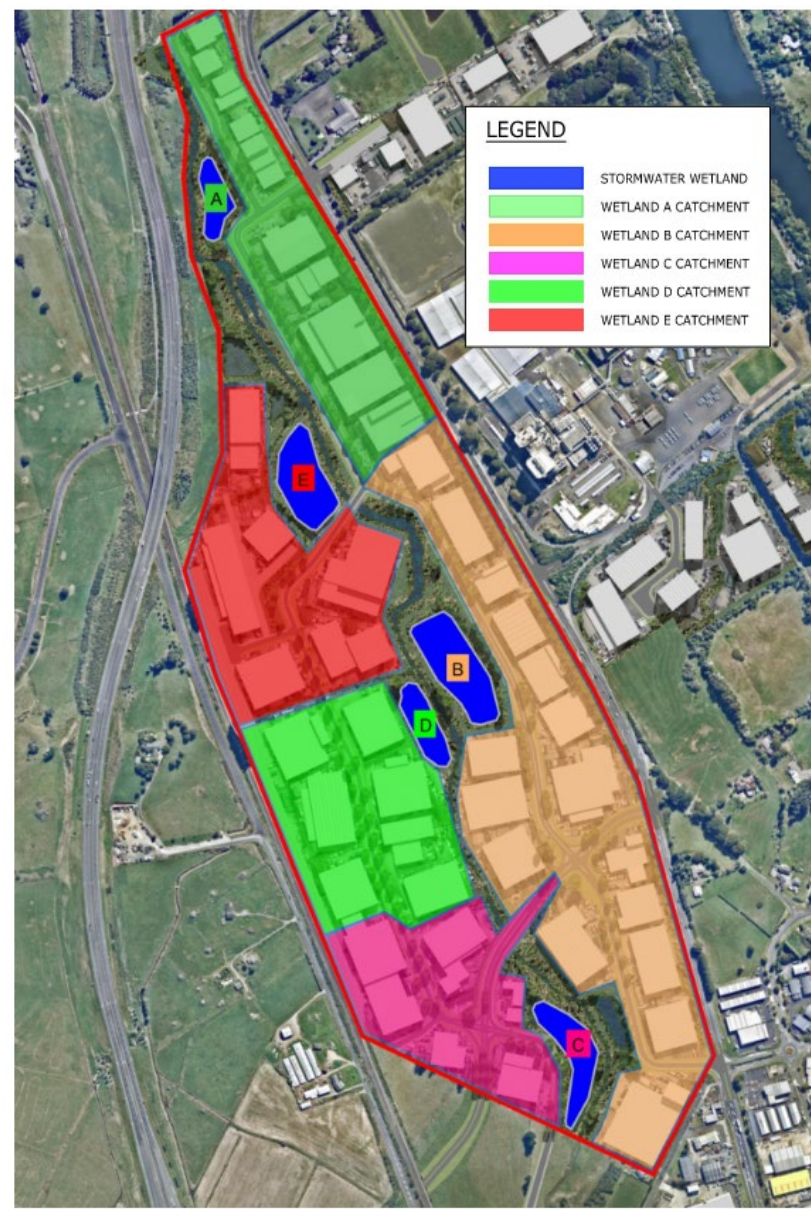 LEGEND
STORMWATER WETLAND
WETLAND A CATCHMENT
WETLAND B CATCHMENT
WETLAND C CATCHMENT
WETLAND D CATCHMENT
WETLAND E CATCHMENT
A
E
B
D
C